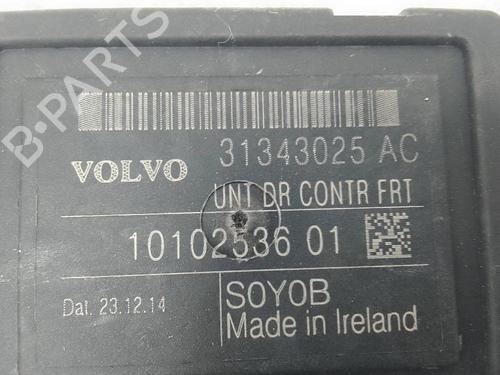 VOLVO 31343025 AC
UNT DR CONTR FRT
10102536 01
Dat. 23.12.14 S0Y0B
Made in Ireland
B-PARTS